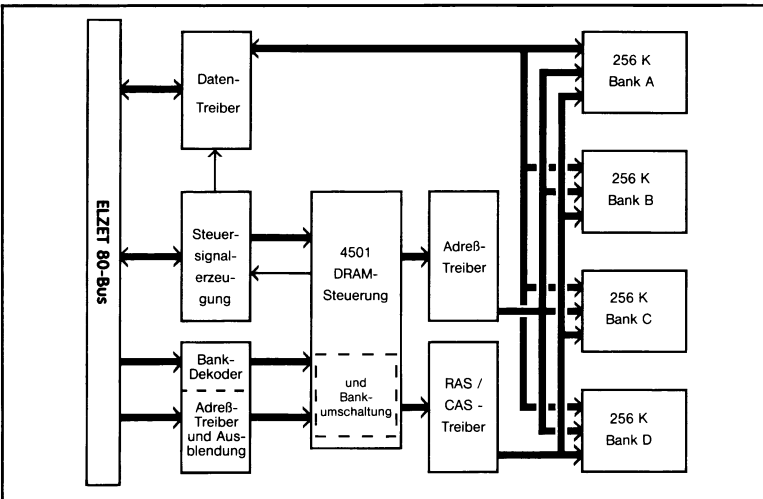 ELZET 80-Bus
Daten-
Treiber
Steuer-
signal-
erzeu-
gung
Bank-
Dekoder
Adreß-
Treiber
und Aus-
blendung
4501
DRAM-
Steuerung
und
Bank-
umschaltung
Adreß-
Treiber
RAS /
CAS -
Treiber
256 K
Bank A
256 K
Bank B
256 K
Bank C
256 K
Bank D